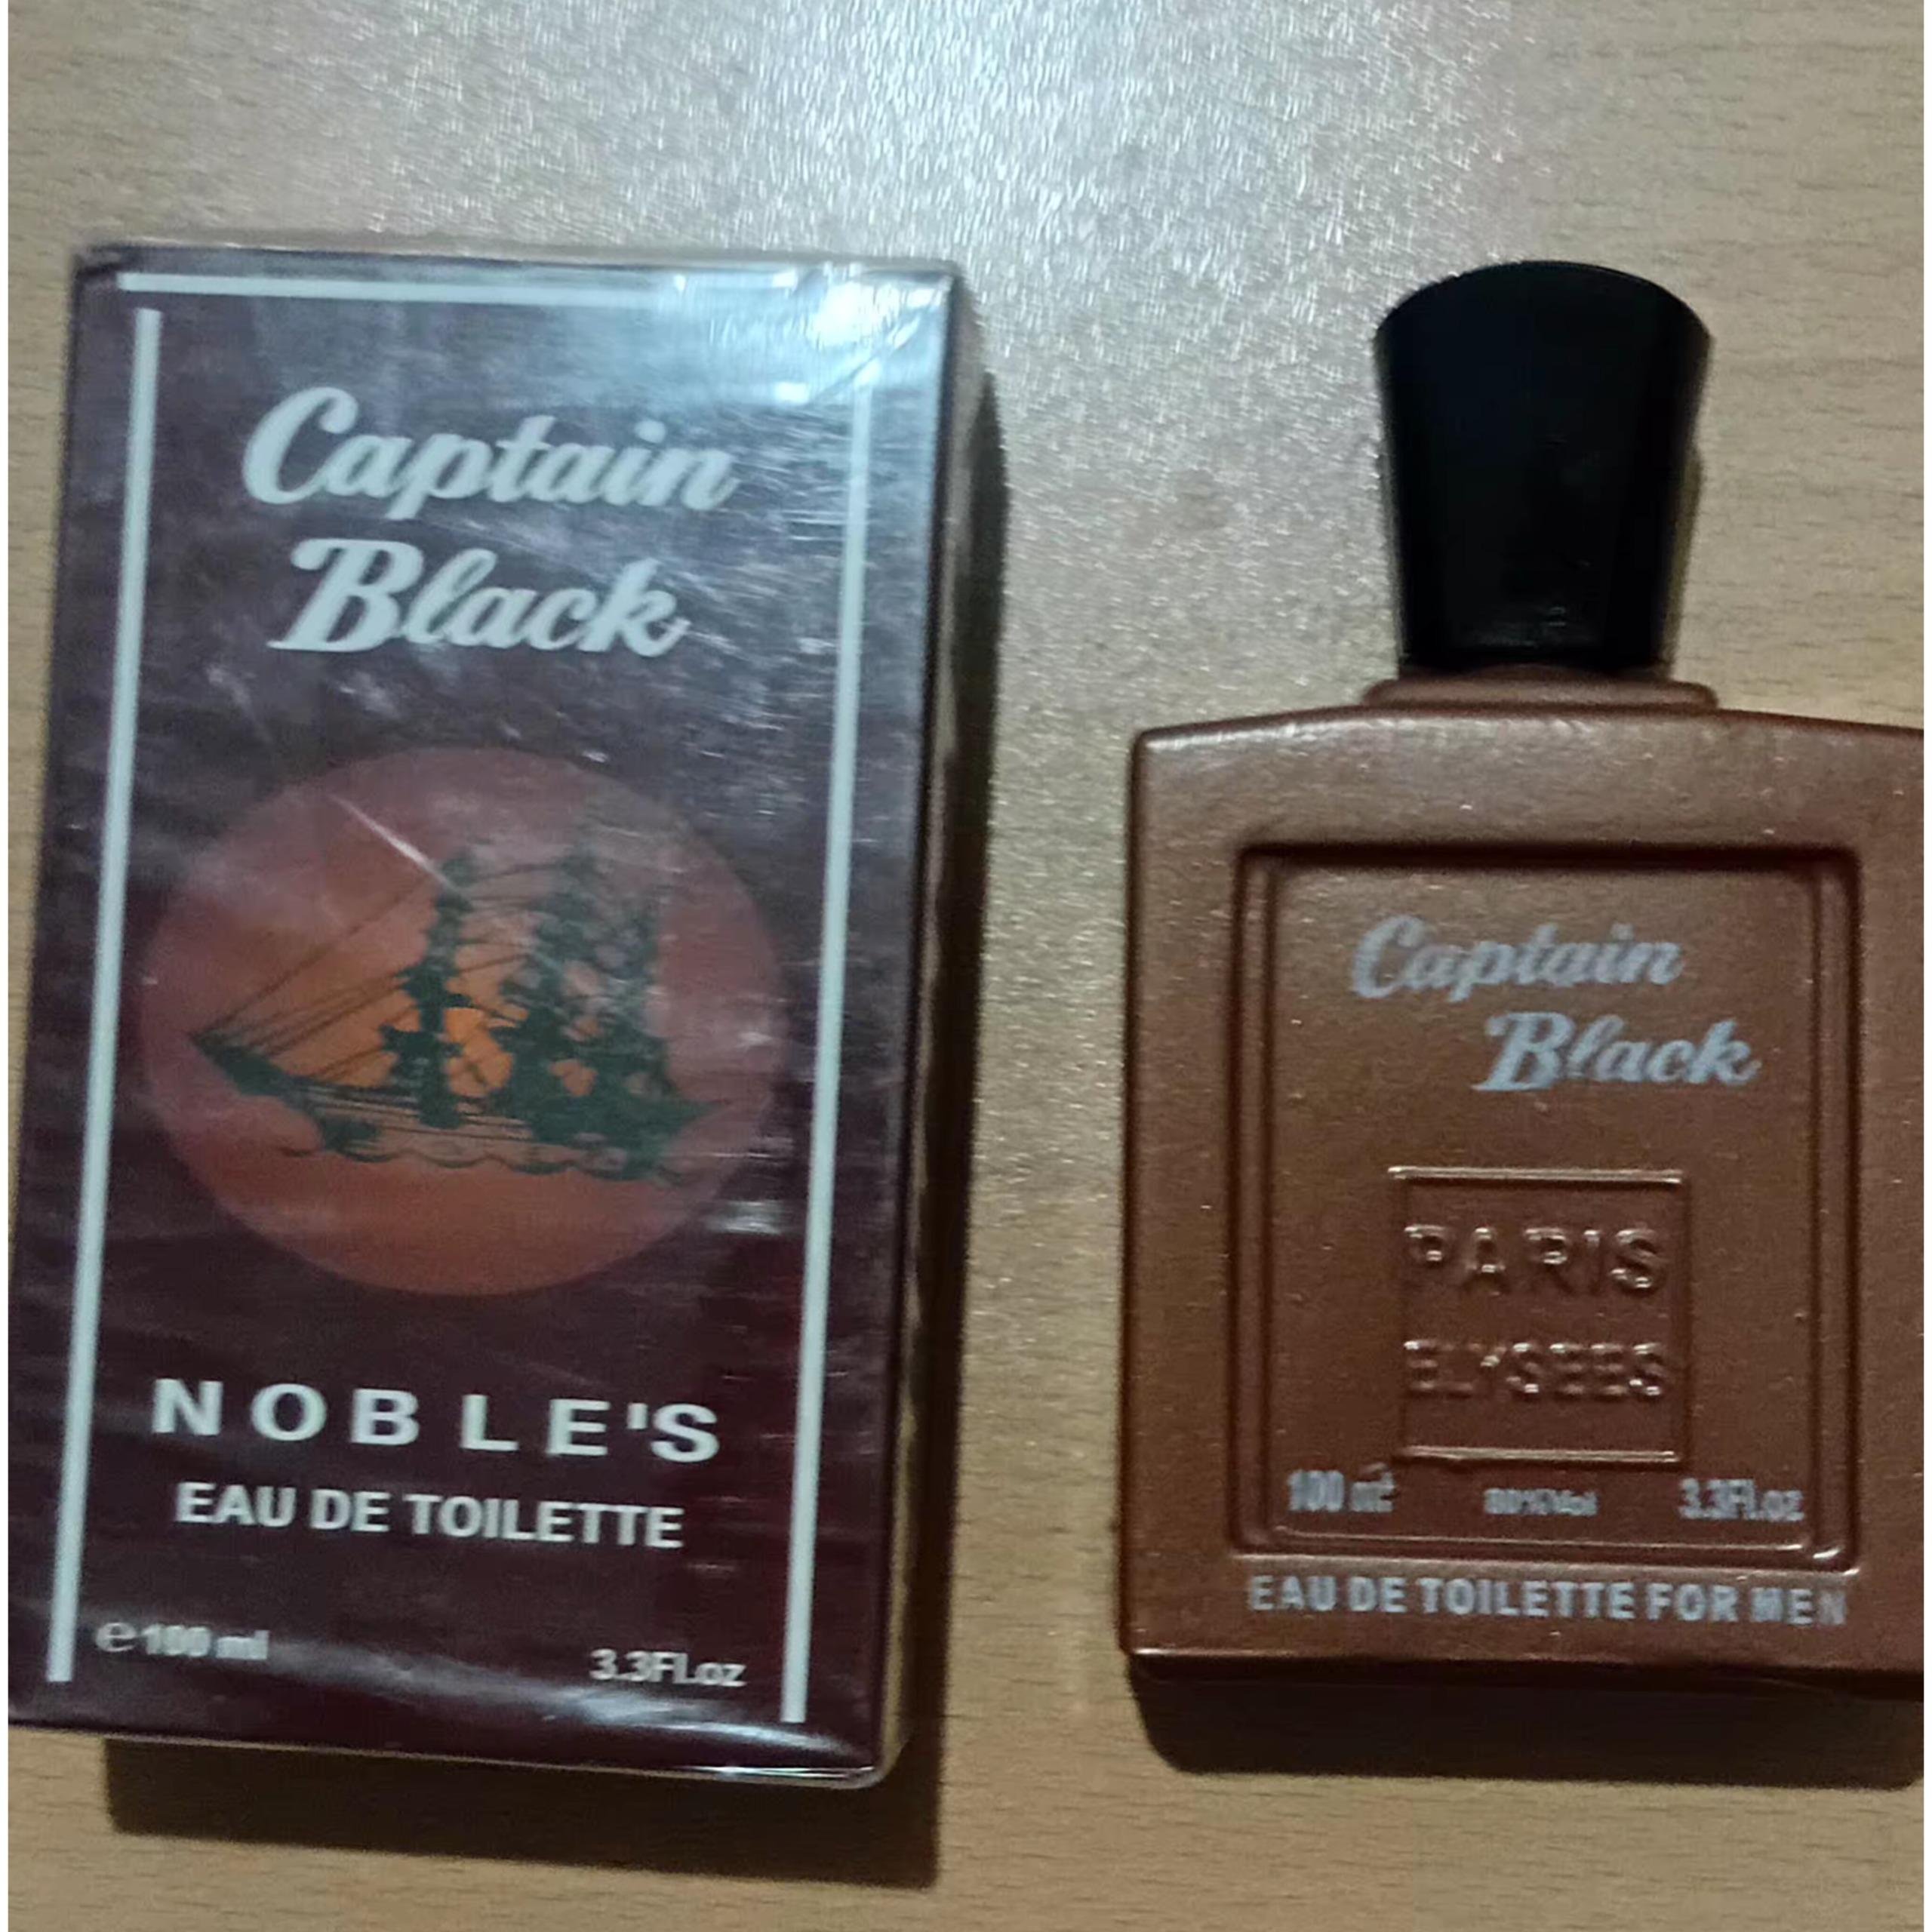 Captain
Black
NOBLE'S
EAU DE TOILETTE
e 100 ml
3.3Fl.oz
Captain
Black
PARIS
ELYSEES
100 ml
3.3Fl.oz
EAU DE TOILETTE FOR MEN